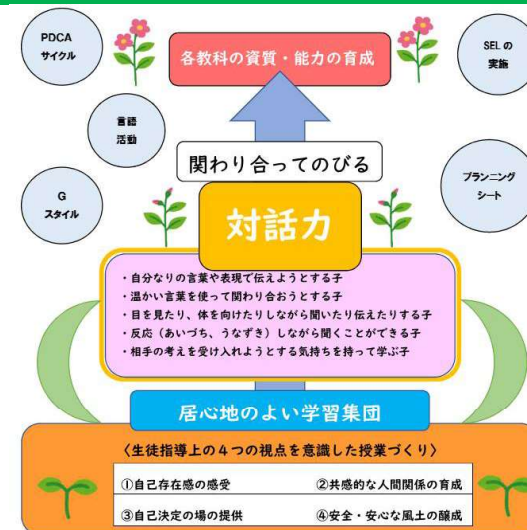 PDCA
サイクル
各教科の資質・能力の育成
SELの
実施
言語
活動
関わり合ってのびる
G
スタイル
プランニング
シート
対話力
・自分なりの言葉や表現で伝えようとする子
・温かい言葉を使って関わり合おうとする子
・目を見たり、体を向けたりしながら聞いたり伝えたりする子
・反応（あいづち、うなずき）しながら聞くことができる子
・相手の考えを受け入れようとする気持ちを持って学ぶ子
居心地のよい学習集団
〈生徒指導上の4つの視点を意識した授業づくり〉
①自己存在感の感受 ②共感的な人間関係の育成
③自己決定の場の提供 ④安全・安心な風土の醸成